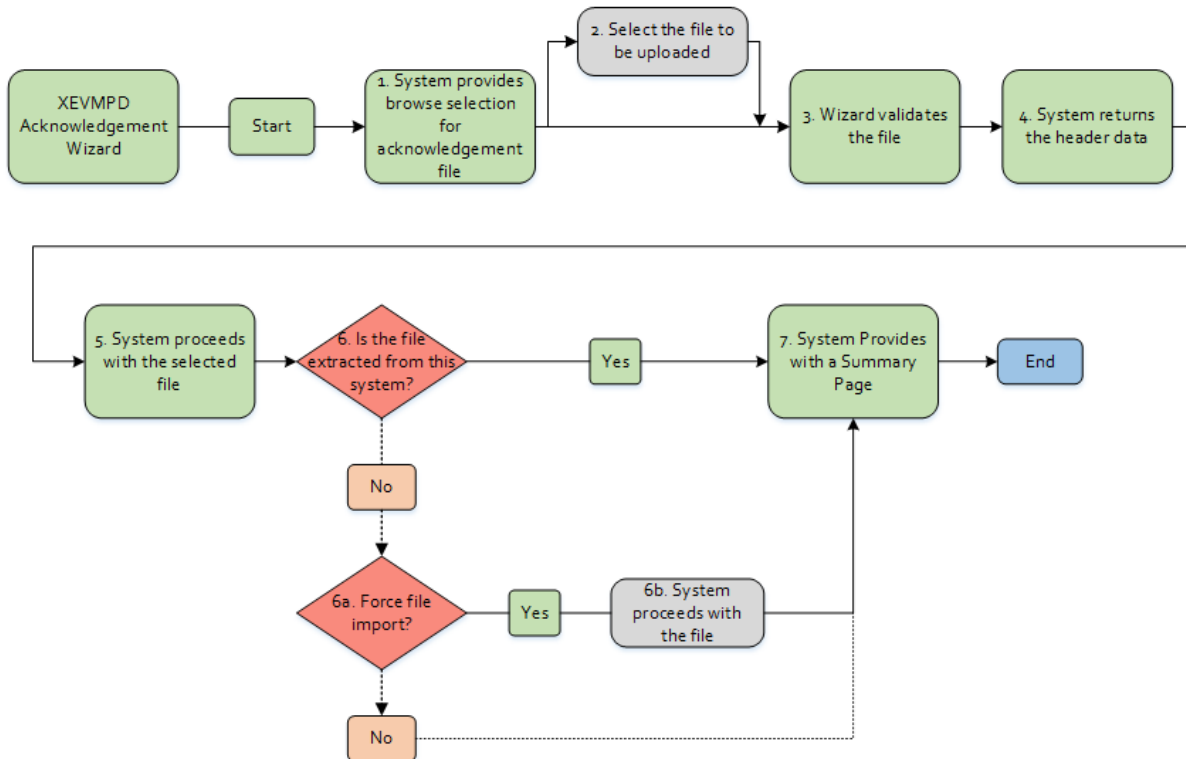 XEVMPD
Acknowledgement
Wizard
Start
1. System provides
browse selection
for
acknowledgement
file
2. Select the file to
be uploaded
3. Wizard validates
the file
4. System returns
the header data
5. System proceeds
with the selected
file
6. Is the file
extracted from this
system?
Yes
7. System Provides
with a Summary
Page
End
No
6a. Force file
import?
Yes
6b. System
proceeds with
the file
No